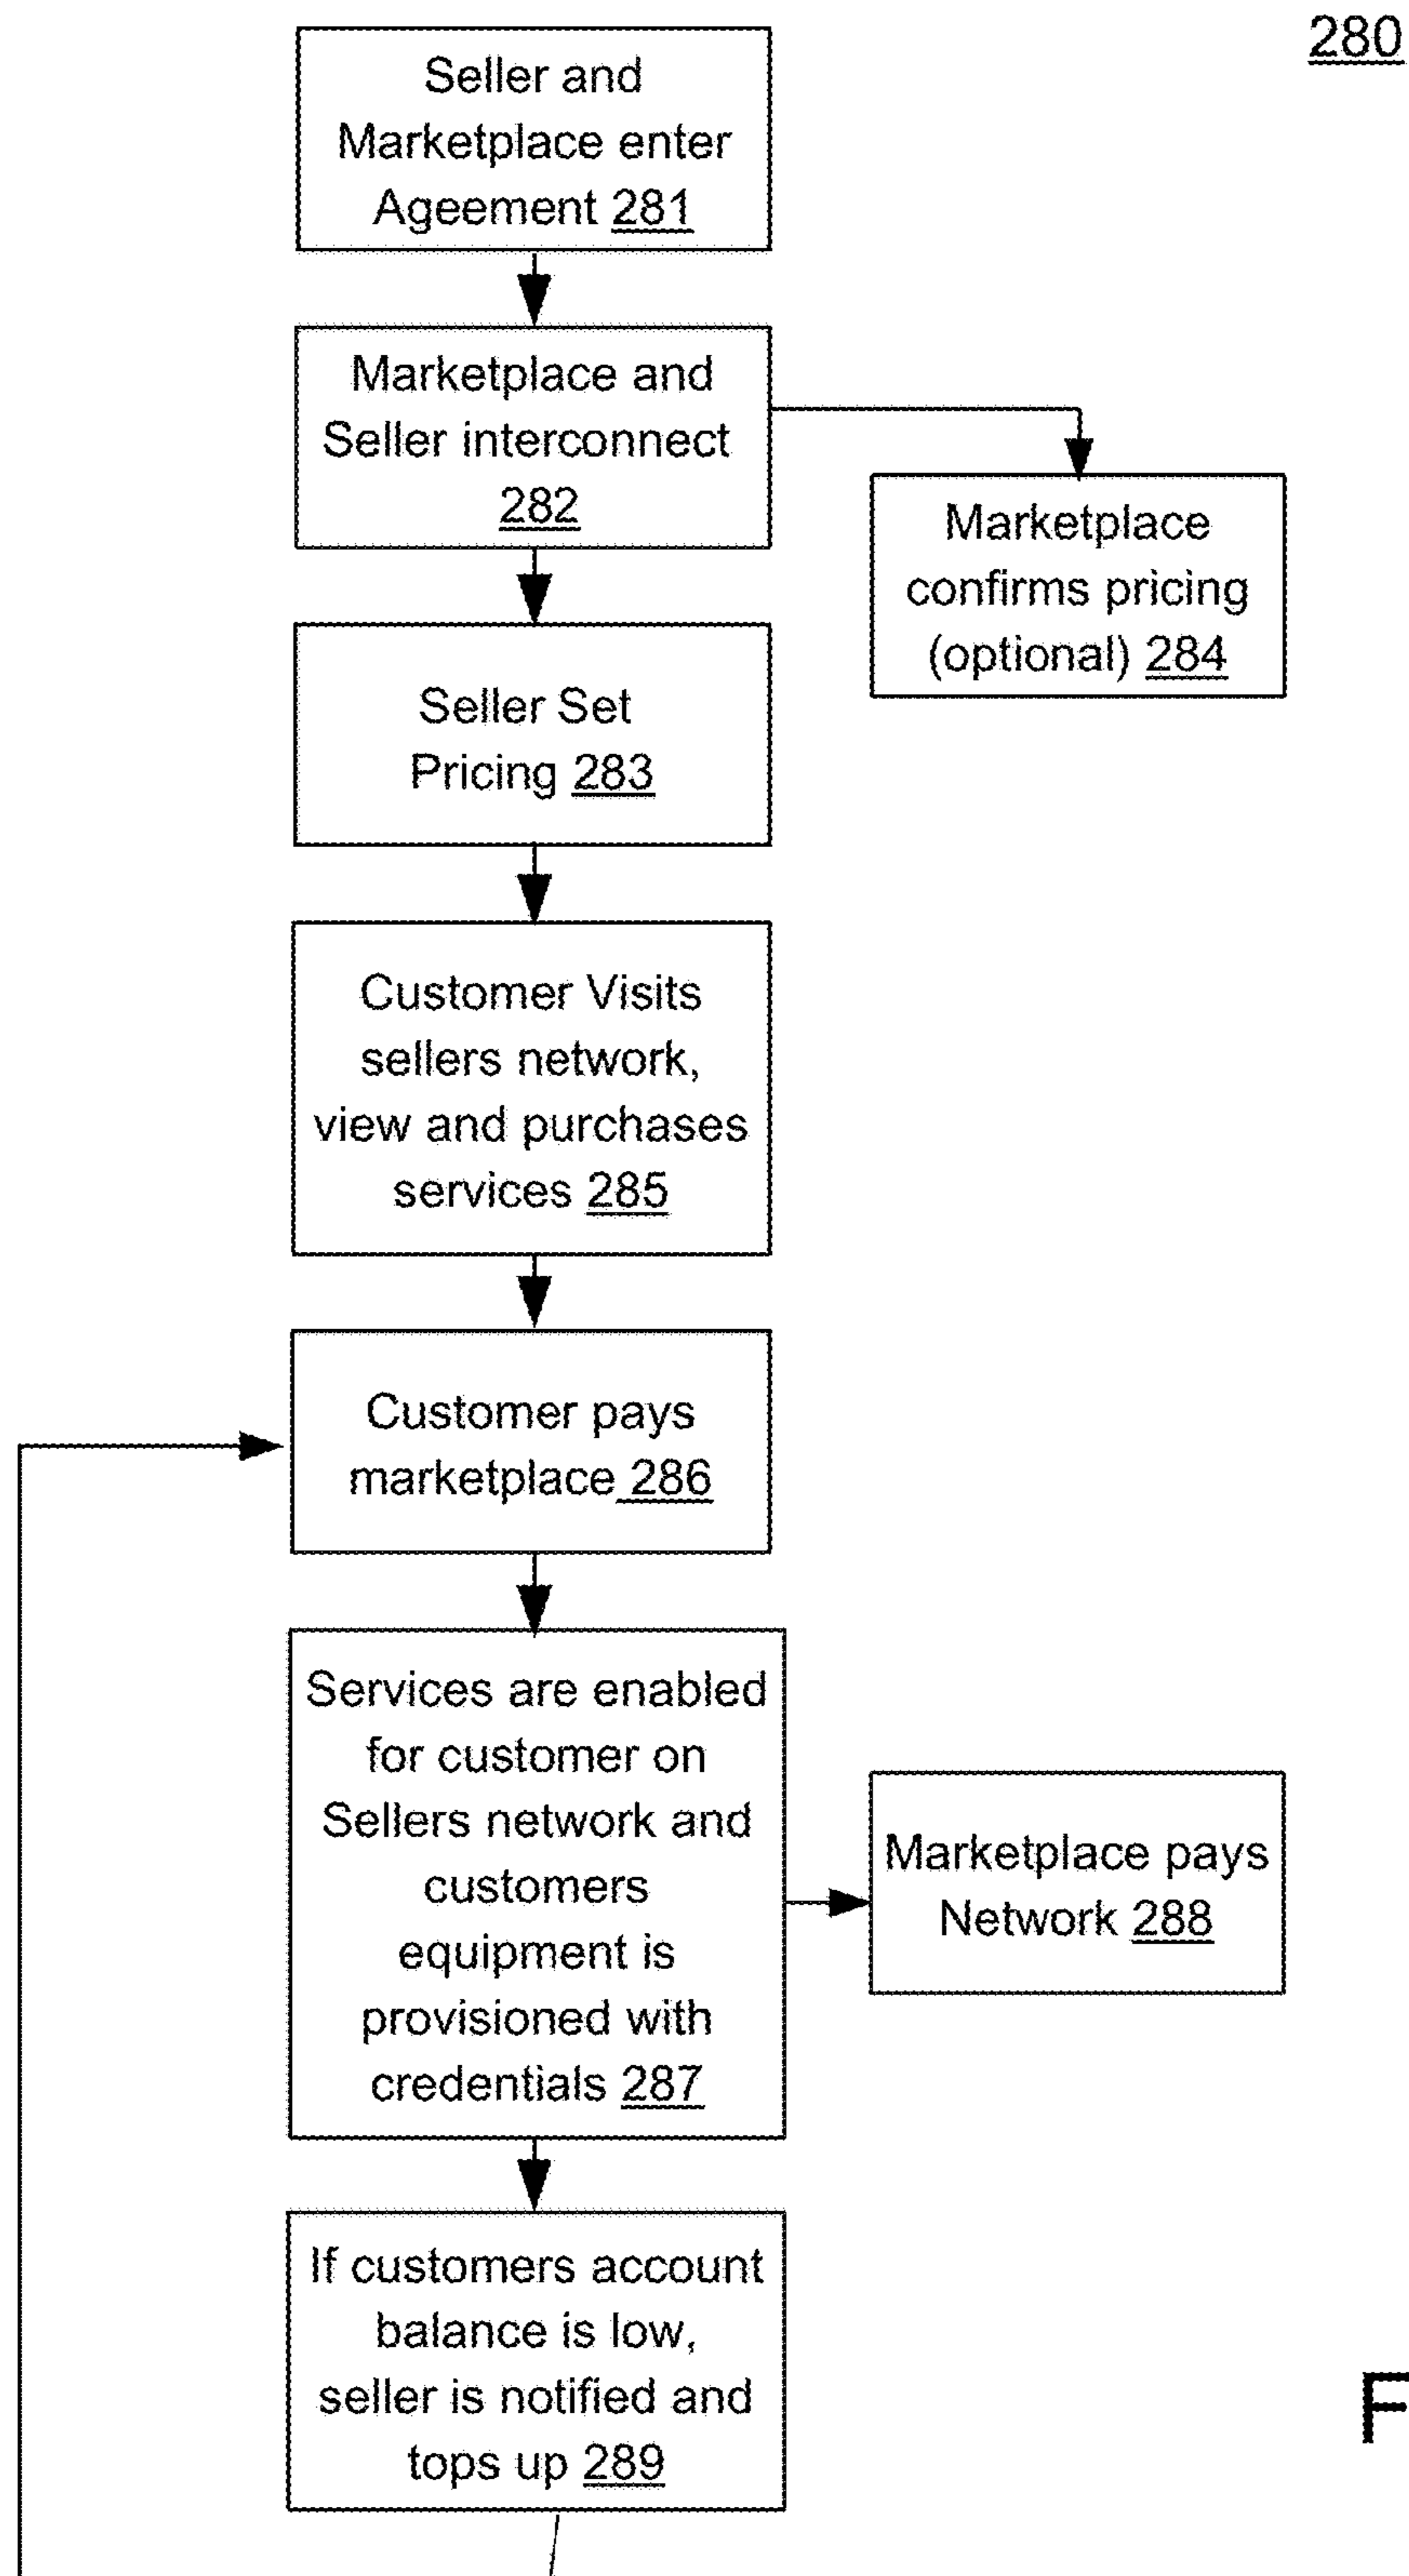 280
Seller and
Marketplace enter
Ageement 281
Marketplace and
Seller interconnect
282
Marketplace
confirms pricing
(optional) 284
Seller Set
Pricing 283
Customer Visits
sellers network,
view and purchases
services 285
Customer pays
marketplace 286
Services are enabled
for customer on
Sellers network and
customers
equipment is
provisioned with
credentials 287
Marketplace pays
Network 288
If customers account
balance is low,
seller is notified and
tops up 289
F